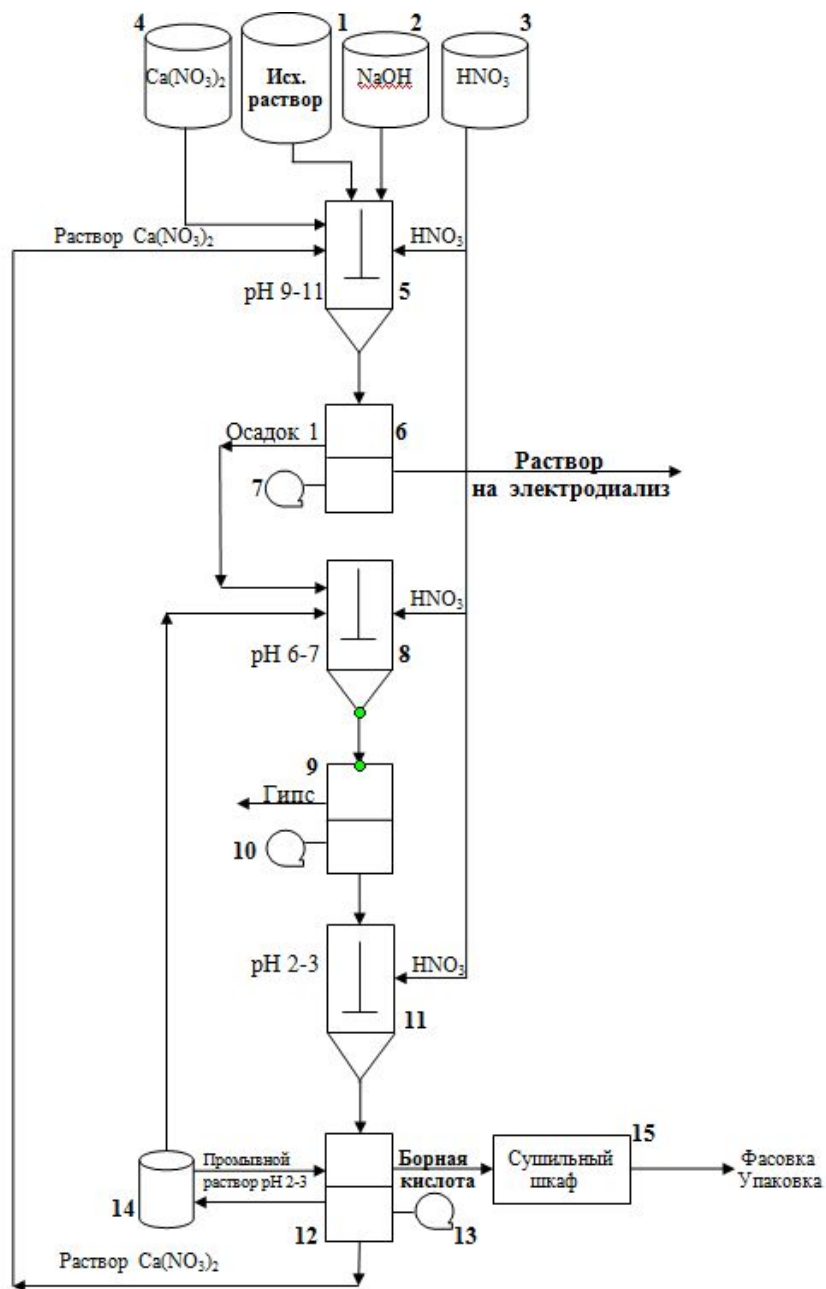 4
1
2
3
Ca(NO₃)₂
Исх.
раствор
NaOH
HNO₃
Раствор Ca(NO₃)₂
HNO₃
pH 9-11
5
Осадок 1
6
7
Раствор
на электродиализ
HNO₃
pH 6-7
8
9
Гипс
10
pH 2-3
HNO₃
11
Промывной
раствор pH 2-3
Борная
кислота
Сушильный
шкаф
15
Фасовка
Упаковка
14
12
13
Раствор Ca(NO₃)₂